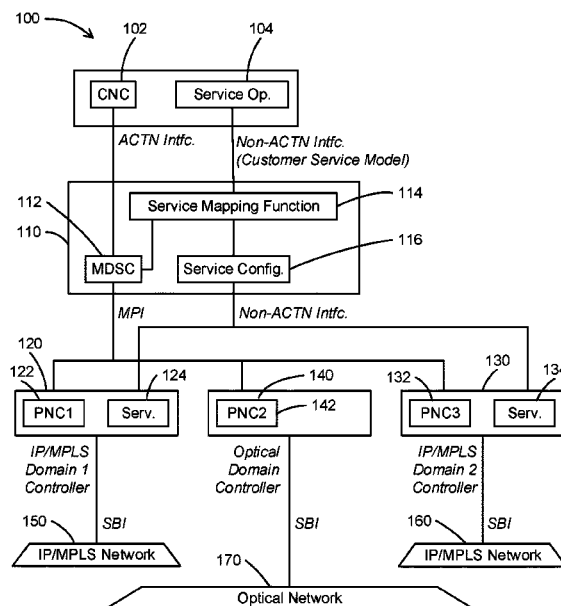 100
102
104
CNC
Service Op.
ACTN Intfc.
Non-ACTN Intfc.
(Customer Service Model)
112
114
Service Mapping Function
110
116
MDSC
Service Config.
MPI
Non-ACTN Intfc.
120
122
124
140
132
130
134
PNC1
Serv.
PNC2
142
PNC3
Serv.
IP/MPLS
Domain 1
Controller
Optical
Domain
Controller
IP/MPLS
Domain 2
Controller
150
SBI
SBI
160
SBI
IP/MPLS Network
IP/MPLS Network
170
Optical Network